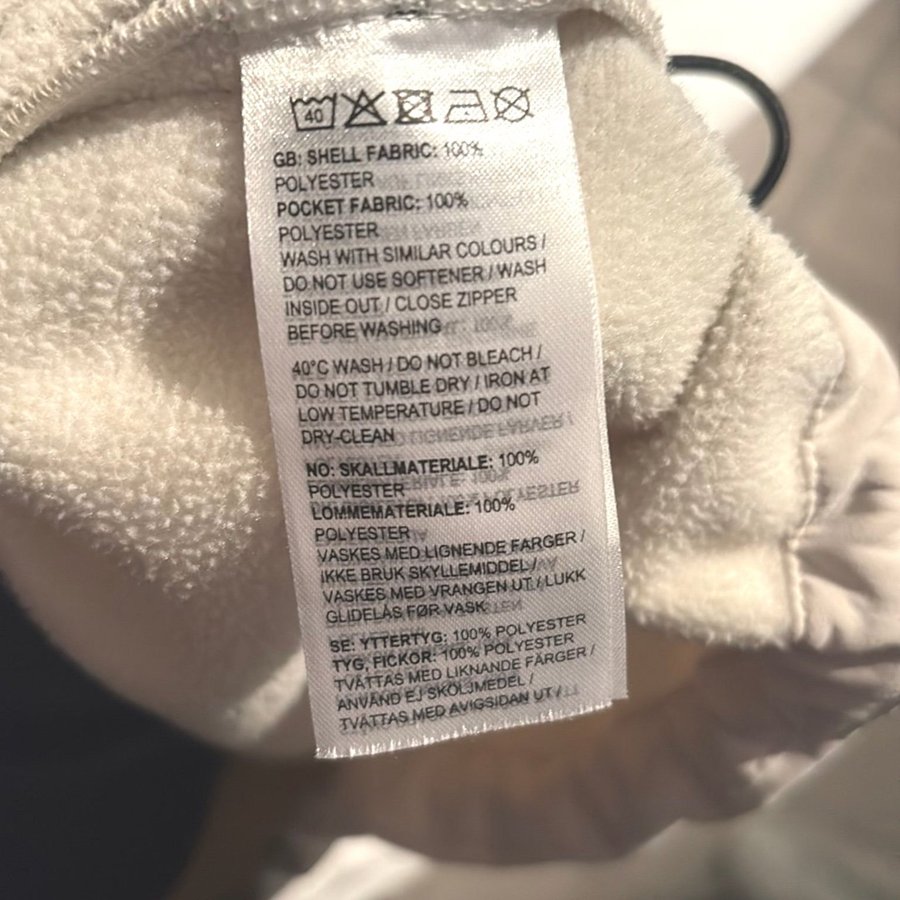 40
GB: SHELL FABRIC: 100%
POLYESTER
POCKET FABRIC: 100%
POLYESTER
WASH WITH SIMILAR COLOURS /
DO NOT USE SOFTENER / WASH
INSIDE OUT / CLOSE ZIPPER
BEFORE WASHING
40°C WASH / DO NOT BLEACH /
DO NOT TUMBLE DRY / IRON AT
LOW TEMPERATURE / DO NOT
DRY-CLEAN
NO: SKALLMATERIALE: 100%
POLYESTER
LOMMEMATERIALE: 100%
POLYESTER
VASKES MED LIGNENDE FARGER /
IKKE BRUK SKYLLEMIDDEL /
VASKES MED VRANGEN UT / LUKK
GLIDELÅS FØR VASK
SE: YTTERTYG: 100% POLYESTER
TYG, FICKOR: 100% POLYESTER
TVÄTTAS MED LIKNANDE FÄRGER /
ANVÄND EJ SKÖLJMEDEL /
TVÄTTAS MED AVIGSIDAN UT /